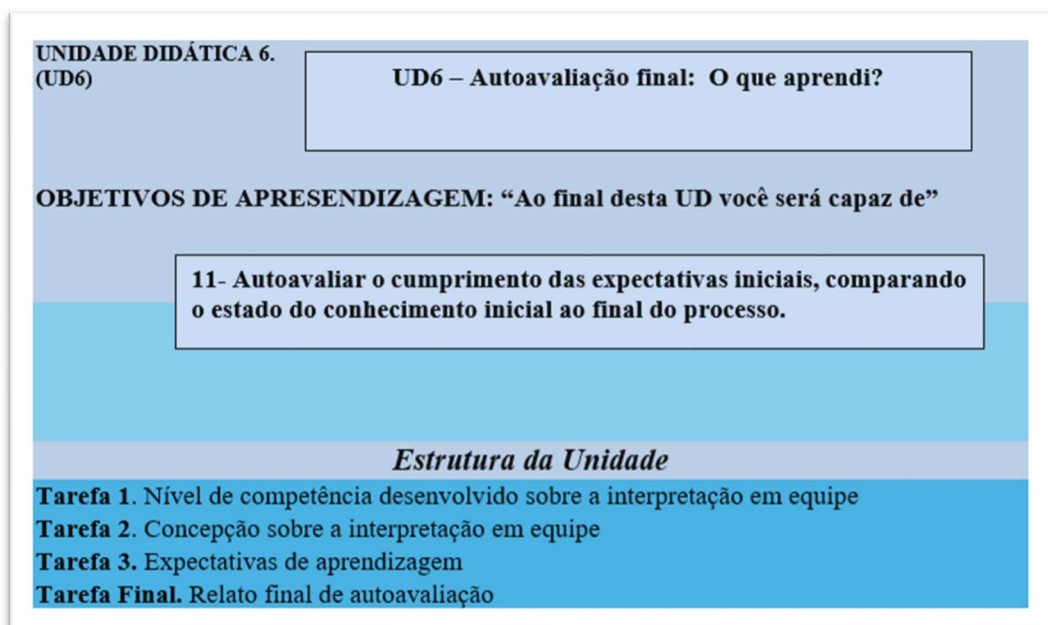 UNIDADE DIDÁTICA 6.
(UD6)
UD6 – Autoavaliação final: O que aprendi?
OBJETIVOS DE APRESENDIZAGEM: “Ao final desta UD você será capaz de”
11- Autoavaliar o cumprimento das expectativas iniciais, comparando
o estado do conhecimento inicial ao final do processo.
Estrutura da Unidade
Tarefa 1. Nível de competência desenvolvido sobre a interpretação em equipe
Tarefa 2. Concepção sobre a interpretação em equipe
Tarefa 3. Expectativas de aprendizagem
Tarefa Final. Relato final de autoavaliação